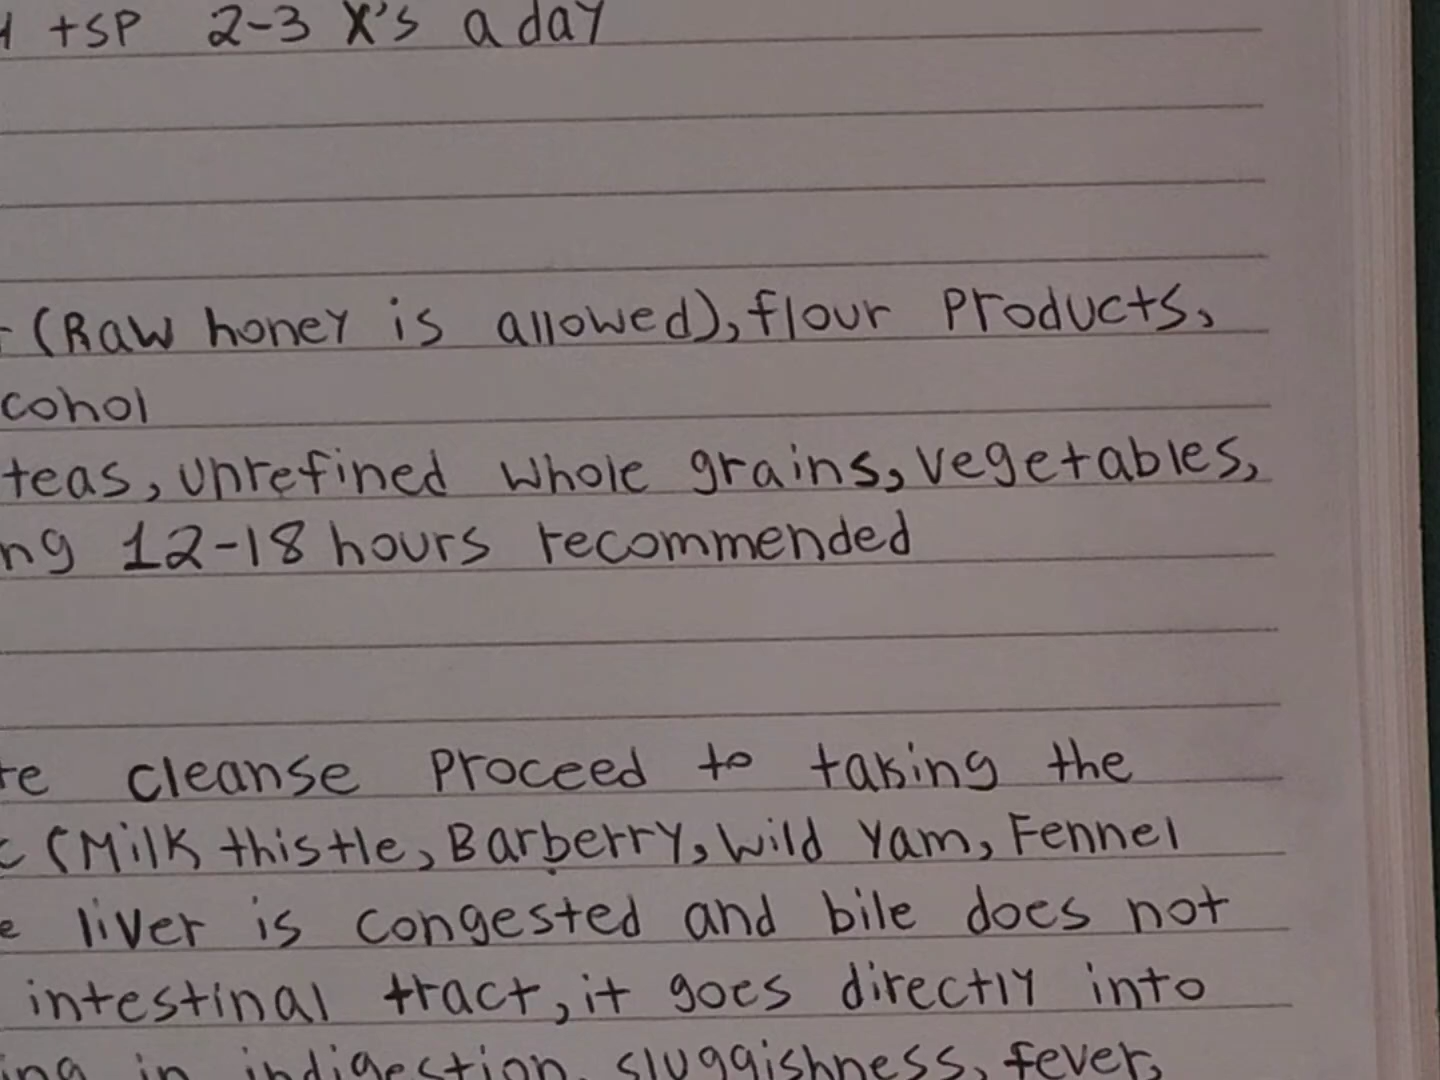 tsp 2-3 X's a day
(Raw honey is allowed), flour Products,
cohol
teas, unrefined whole grains, vegetables,
ng 12-18 hours recommended
te cleanse Proceed to taking the
(Milk thistle, Barberry, Wild Yam, Fennel
e liver is congested and bile does not
intestinal tract, it goes directly into
ing in indigestion, sluggishness, fever,